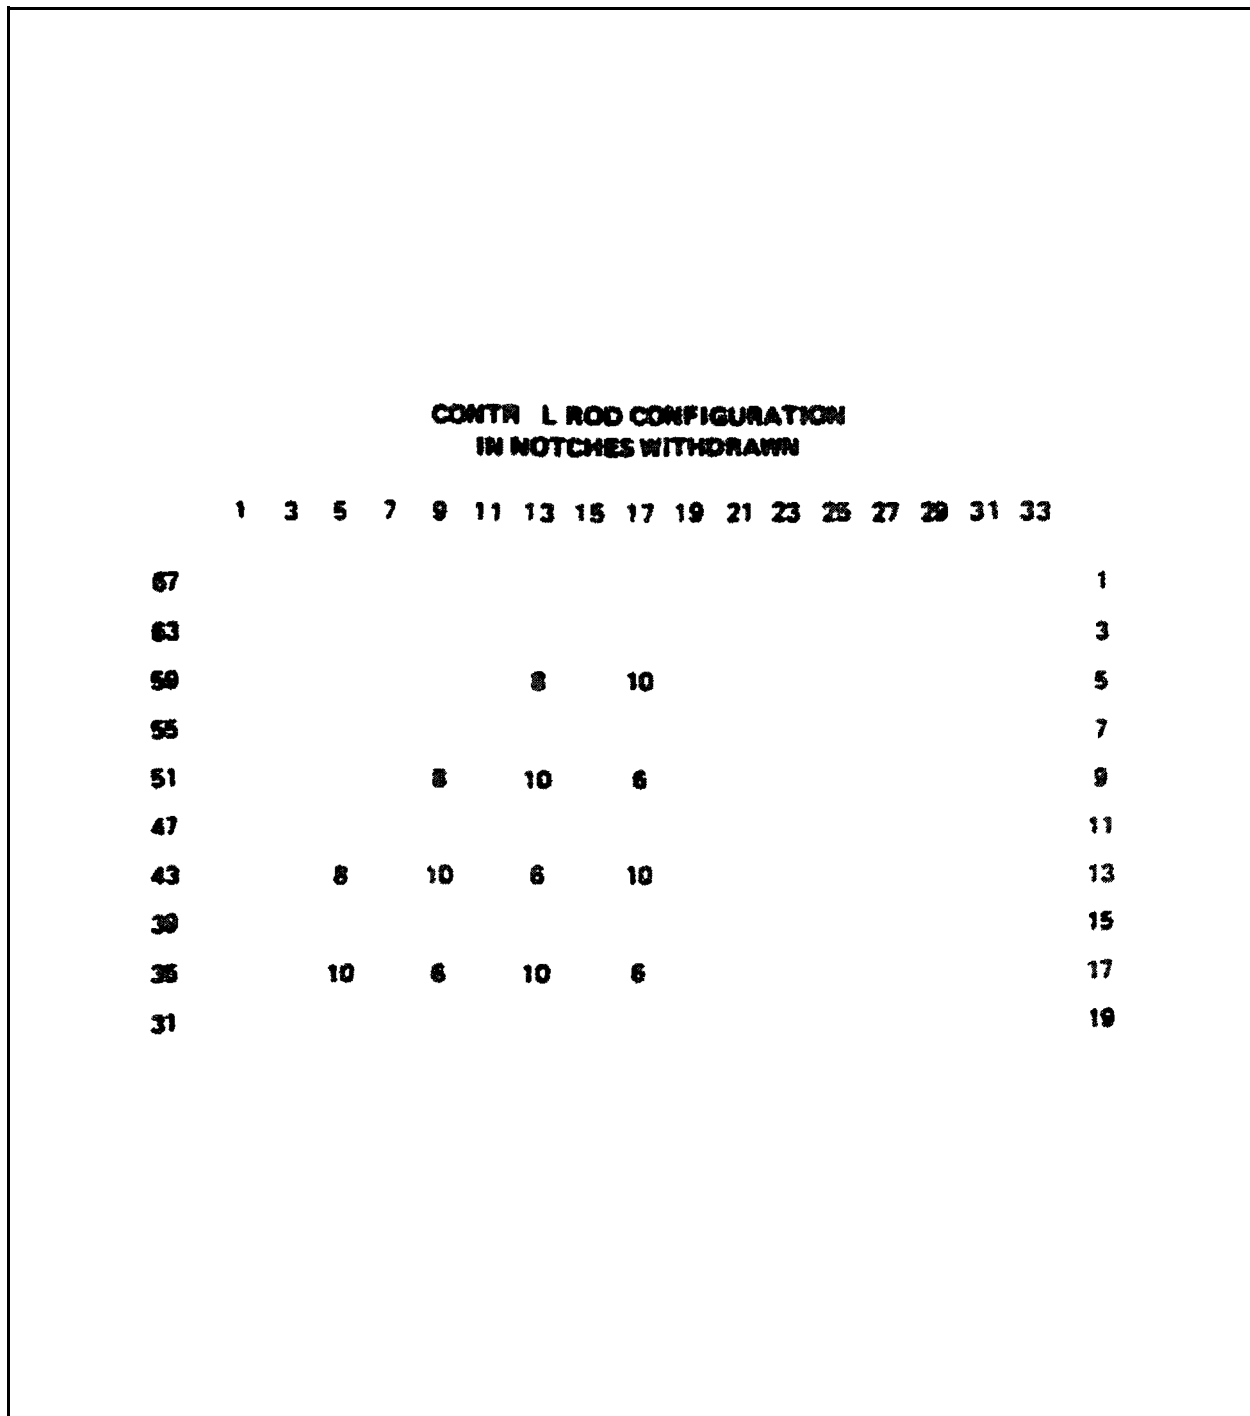 CONTR L ROD CONFIGURATION
IN NOTCHES WITHDRAWN
1 3 5 7 9 11 13 15 17 19 21 23 25 27 29 31 33
67 1
63 3
59 8 10 5
55 7
51 8 10 6 9
47 11
43 8 10 6 10 13
39 15
35 10 6 10 6 17
31 19